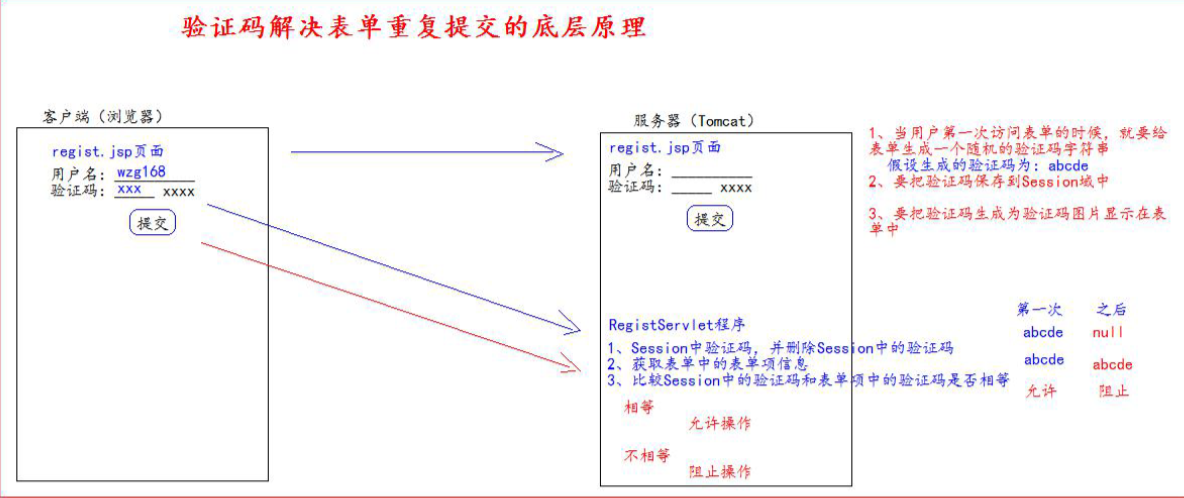 验证码解决表单重复提交的底层原理
客户端（浏览器）
regist.jsp页面
用户名： wzg168
验证码： xxx xxxx
提交
服务器（Tomcat）
regist.jsp页面
用户名：
验证码： xxxx
提交
1、当用户第一次访问表单的时候，就要给
表单生成一个随机的验证码字符串
假设生成的验证码为：abcde
2、要把验证码保存到Session域中
3、要把验证码生成为验证码图片显示在表
单中
RegistServlet程序
1、Session中验证码，并删除Session中的验证码
2、获取表单中的表单项信息
3、比较Session中的验证码和表单项中的验证码是否相等
相等
允许操作
不相等
阻止操作
第一次 之后
abcde null
abcde abcde
允许 阻止